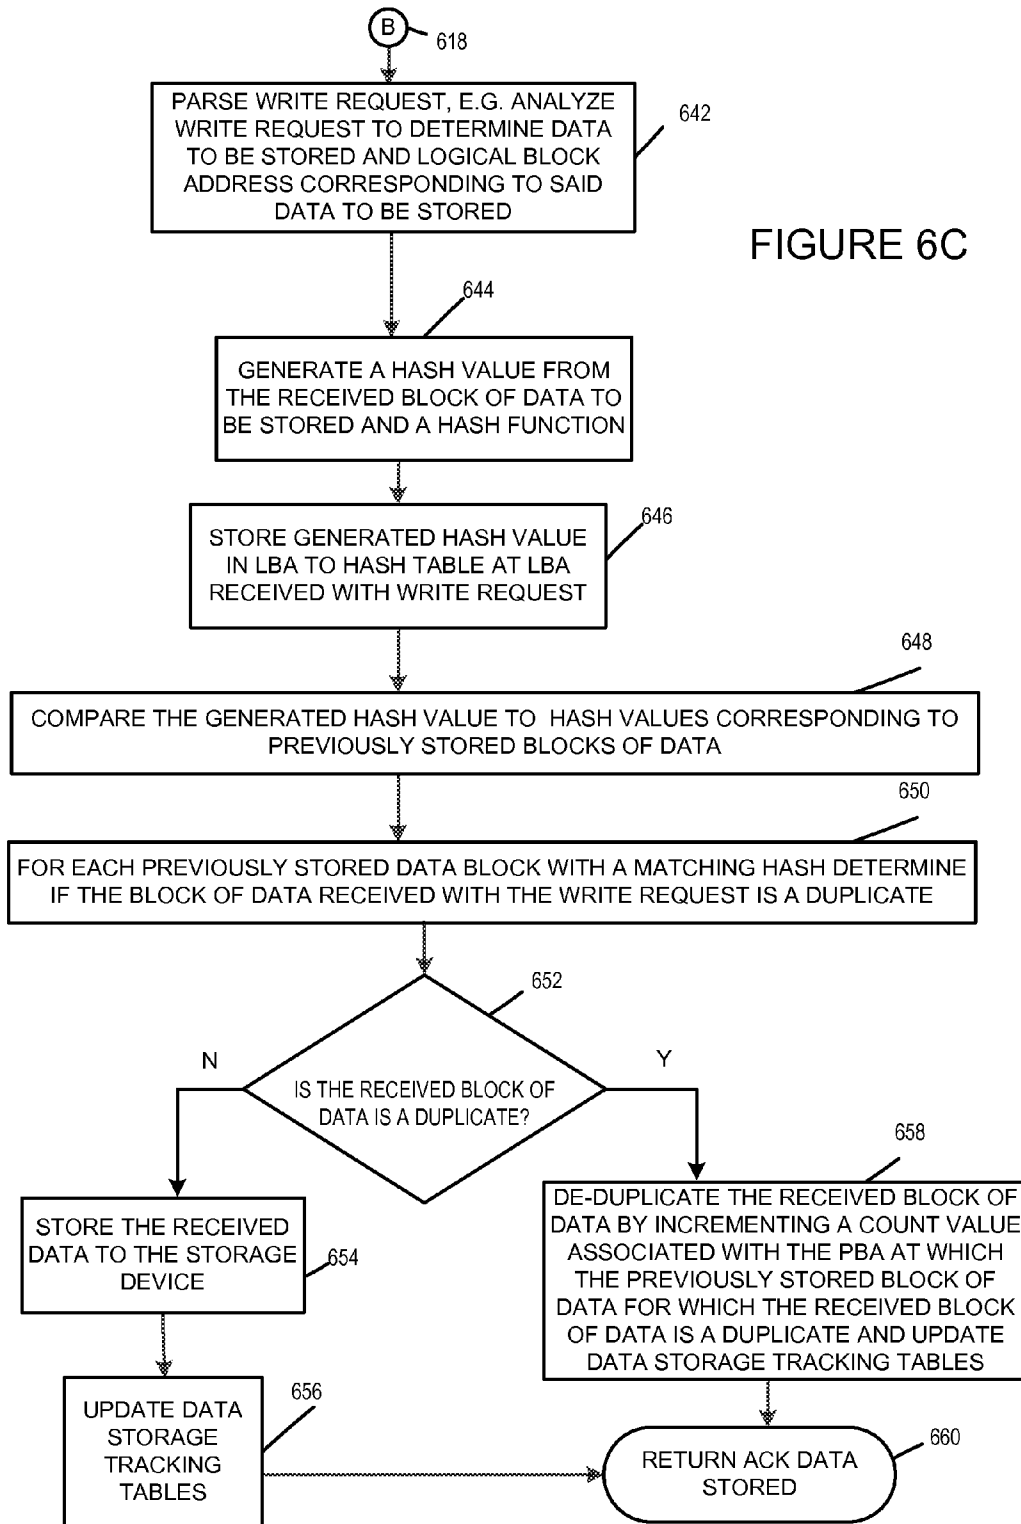 B
618
PARSE WRITE REQUEST, E.G. ANALYZE
WRITE REQUEST TO DETERMINE DATA
TO BE STORED AND LOGICAL BLOCK
ADDRESS CORRESPONDING TO SAID
DATA TO BE STORED
642
FIGURE 6C
644
GENERATE A HASH VALUE FROM
THE RECEIVED BLOCK OF DATA TO
BE STORED AND A HASH FUNCTION
646
STORE GENERATED HASH VALUE
IN LBA TO HASH TABLE AT LBA
RECEIVED WITH WRITE REQUEST
648
COMPARE THE GENERATED HASH VALUE TO HASH VALUES CORRESPONDING TO
PREVIOUSLY STORED BLOCKS OF DATA
650
FOR EACH PREVIOUSLY STORED DATA BLOCK WITH A MATCHING HASH DETERMINE
IF THE BLOCK OF DATA RECEIVED WITH THE WRITE REQUEST IS A DUPLICATE
652
N
Y
IS THE RECEIVED BLOCK OF
DATA IS A DUPLICATE?
658
STORE THE RECEIVED
DATA TO THE STORAGE
DEVICE
654
DE-DUPLICATE THE RECEIVED BLOCK OF
DATA BY INCREMENTING A COUNT VALUE
ASSOCIATED WITH THE PBA AT WHICH
THE PREVIOUSLY STORED BLOCK OF
DATA FOR WHICH THE RECEIVED BLOCK
OF DATA IS A DUPLICATE AND UPDATE
DATA STORAGE TRACKING TABLES
656
UPDATE DATA
STORAGE
TRACKING
TABLES
660
RETURN ACK DATA
STORED